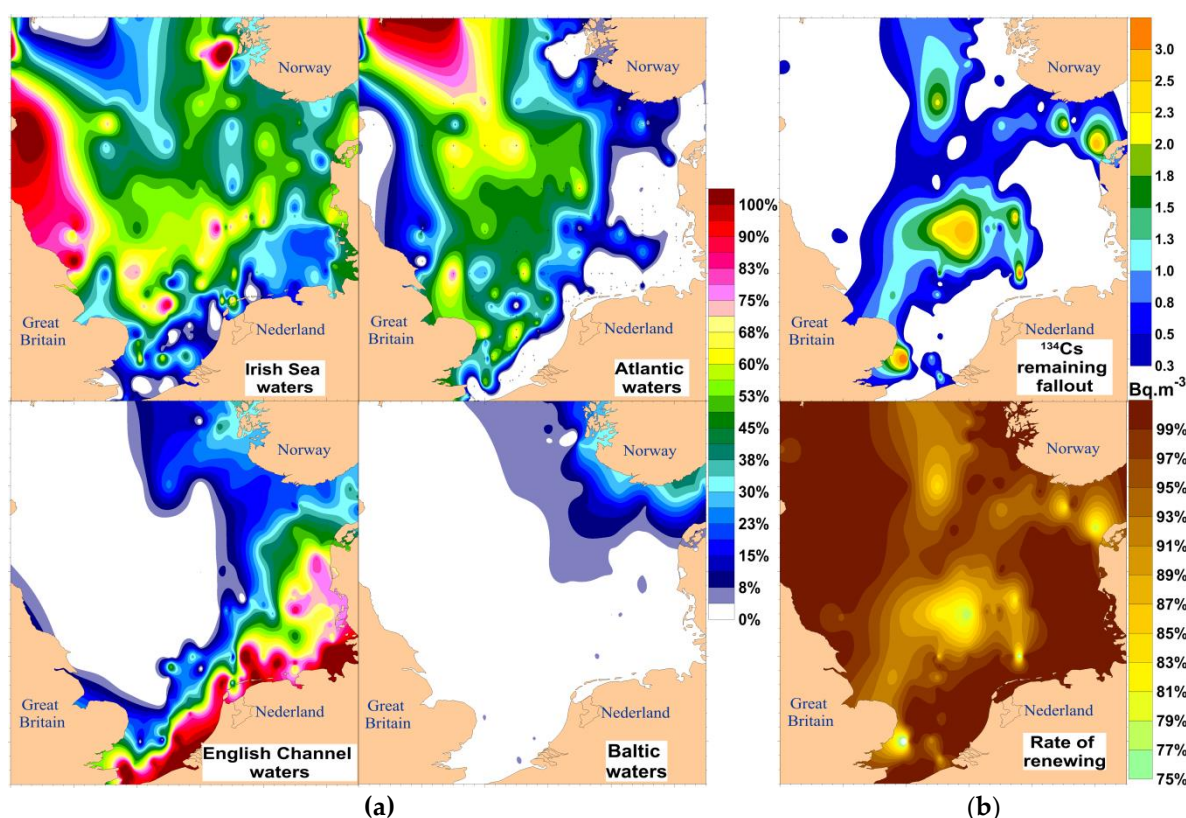 Norway
Great
Britain
Nederland
Irish Sea
waters
Norway
Great
Britain
Nederland
Atlantic
waters
Norway
Great
Britain
Nederland
English Channel
waters
Norway
Great
Britain
Nederland
Baltic
waters
100%
90%
83%
75%
68%
60%
53%
45%
38%
30%
23%
15%
8%
0%
(a)
Norway
Great
Britain
Nederland
¹³⁴Cs
remaining
fallout
3.0
2.5
2.3
2.0
1.8
1.5
1.3
1.0
0.8
0.5
0.3
Bq.m⁻³
Norway
Great
Britain
Nederland
Rate of
renewing
99%
97%
95%
93%
91%
89%
87%
85%
83%
81%
79%
77%
75%
(b)